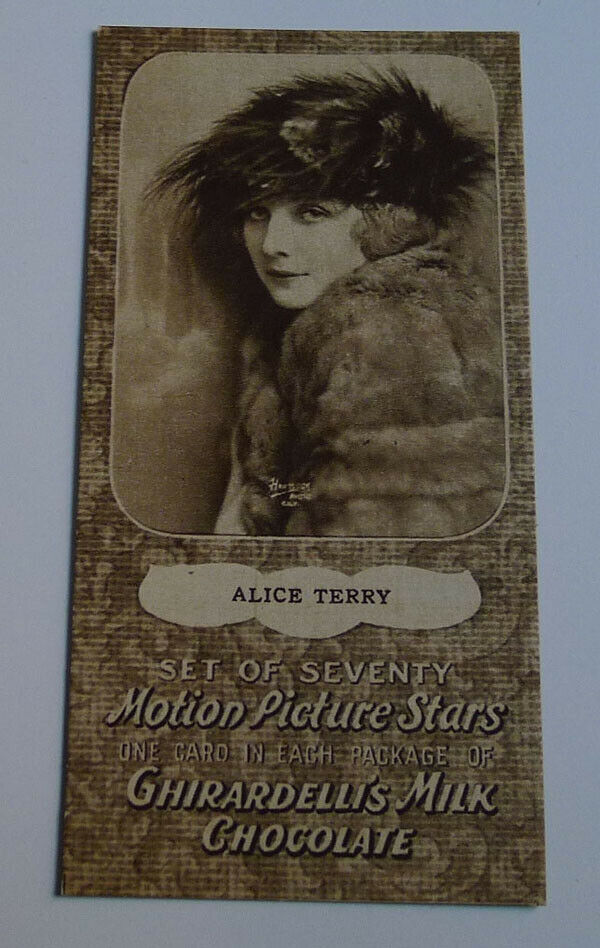 ALICE TERRY
SET OF SEVENTY
Motion Picture Stars
ONE CARD IN EACH PACKAGE OF
GHIRARDELLI'S MILK
CHOCOLATE